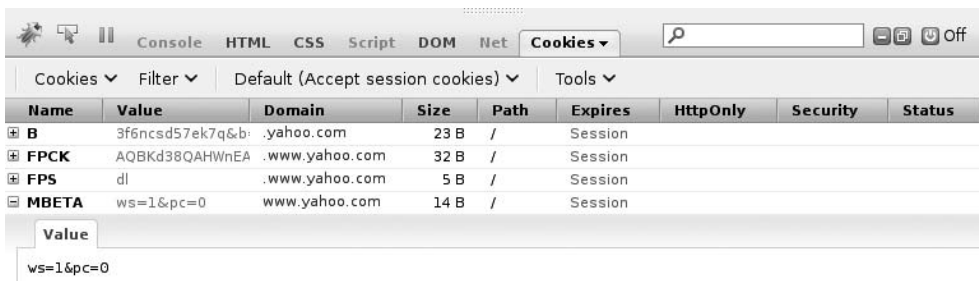 Console HTML CSS Script DOM Net Cookies Off
Cookies Filter Default (Accept session cookies) Tools
Name Value Domain Size Path Expires HttpOnly Security Status
B 3f6ncsd57ek7q&b .yahoo.com 23 B / Session
FPCK AQBKd38QAHWnEA .www.yahoo.com 32 B / Session
FPS dl .www.yahoo.com 5 B / Session
MBETA ws=1&pc=0 www.yahoo.com 14 B / Session
Value
ws=1&pc=0